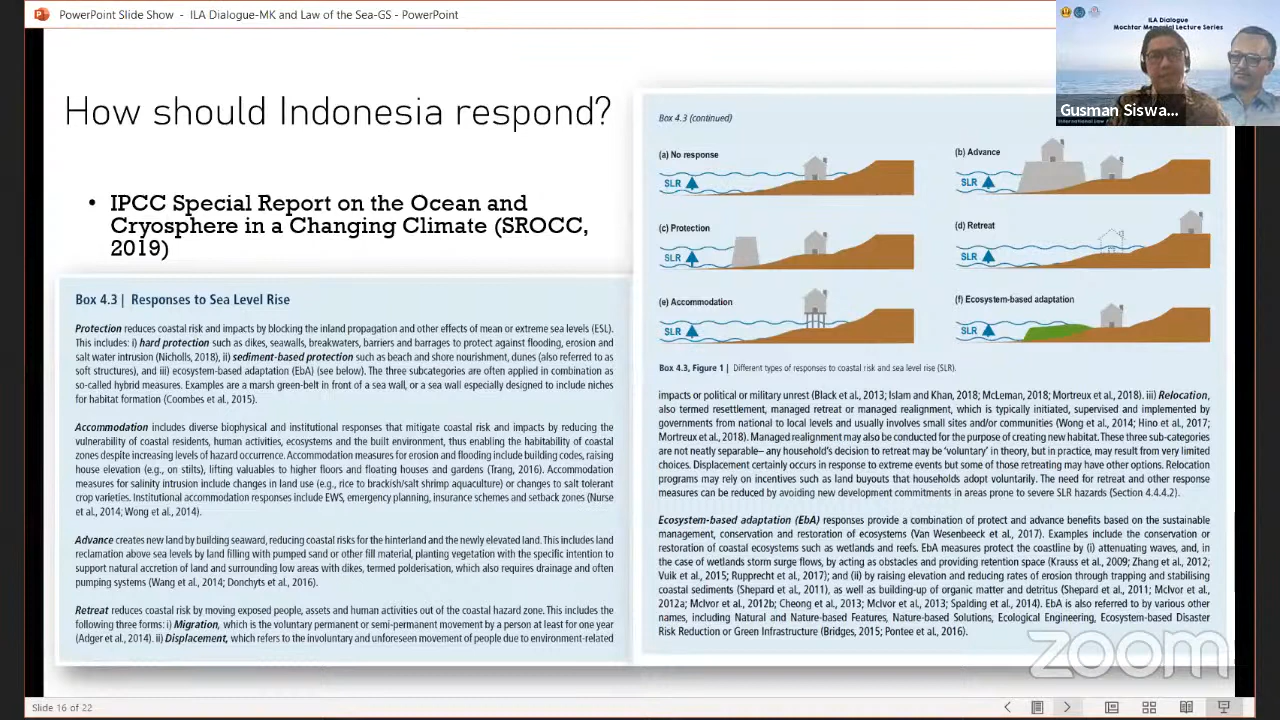 PowerPoint Slide Show - ILA Dialogue-MK and Law of the Sea-GS - PowerPoint
ILA Dialogue
Mochtar Memorial Lecture Series
Gusman Siswa...
How should Indonesia respond?
• IPCC Special Report on the Ocean and
Cryosphere in a Changing Climate (SROCC,
2019)
Box 4.3 | Responses to Sea Level Rise
Protection reduces coastal risk and impacts by blocking the inland propagation and other effects of mean or extreme sea levels (ESL).
This includes: i) hard protection such as dikes, seawalls, breakwaters, barriers and barrages to protect against flooding, erosion and
salt water intrusion (Nicholls, 2018), ii) sediment-based protection such as beach and shore nourishment, dunes (also referred to as
soft structures), and iii) ecosystem-based adaptation (EbA) (see below). The three subcategories are often applied in combination as
so-called hybrid measures. Examples are a marsh green-belt in front of a sea wall, or a sea wall especially designed to include niches
for habitat formation (Coombes et al., 2015).
Accommodation includes diverse biophysical and institutional responses that mitigate coastal risk and impacts by reducing the
vulnerability of coastal residents, human activities, ecosystems and the built environment, thus enabling the habitability of coastal
zones despite increasing levels of hazard occurrence. Accommodation measures for erosion and flooding include building codes, raising
house elevation (e.g., on stilts), lifting valuables to higher floors and floating houses and gardens (Trang, 2016). Accommodation
measures for salinity intrusion include changes in land use (e.g., rice to brackish/salt shrimp aquaculture) or changes to salt tolerant
crop varieties. Institutional accommodation responses include EWS, emergency planning, insurance schemes and setback zones (Nurse
et al., 2014; Wong et al., 2014).
Advance creates new land by building seaward, reducing coastal risks for the hinterland and the newly elevated land. This includes land
reclamation above sea levels by land filling with pumped sand or other fill material, planting vegetation with the specific intention to
support natural accretion of land and surrounding low areas with dikes, termed polderisation, which also requires drainage and often
pumping systems (Wang et al., 2014; Donchyts et al., 2016).
Retreat reduces coastal risk by moving exposed people, assets and human activities out of the coastal hazard zone. This includes the
following three forms: i) Migration, which is the voluntary permanent or semi-permanent movement by a person at least for one year
(Adger et al., 2014). ii) Displacement, which refers to the involuntary and unforeseen movement of people due to environment-related
Box 4.3 (continued)
(a) No response
SLR
(b) Advance
SLR
(c) Protection
SLR
(d) Retreat
SLR
(e) Accommodation
SLR
(f) Ecosystem-based adaptation
SLR
Box 4.3, Figure 1 | Different types of responses to coastal risk and sea level rise (SLR).
impacts or political or military unrest (Black et al., 2013; Islam and Khan, 2018; McLeman, 2018; Mortreux et al., 2018). iii) Relocation,
also termed resettlement, managed retreat or managed realignment, which is typically initiated, supervised and implemented by
governments from national to local levels and usually involves small sites and/or communities (Wong et al., 2014; Hino et al., 2017;
Mortreux et al., 2018). Managed realignment may also be conducted for the purpose of creating new habitat. These three sub-categories
are not neatly separable– any household's decision to retreat may be 'voluntary' in theory, but in practice, may result from very limited
choices. Displacement certainly occurs in response to extreme events but some of those retreating may have other options. Relocation
programs may rely on incentives such as land buyouts that households adopt voluntarily. The need for retreat and other response
measures can be reduced by avoiding new development commitments in areas prone to severe SLR hazards (Section 4.4.4.2).
Ecosystem-based adaptation (EbA) responses provide a combination of protect and advance benefits based on the sustainable
management, conservation and restoration of ecosystems (Van Wesenbeeck et al., 2017). Examples include the conservation or
restoration of coastal ecosystems such as wetlands and reefs. EbA measures protect the coastline by (i) attenuating waves, and, in
the case of wetlands storm surge flows, by acting as obstacles and providing retention space (Krauss et al., 2009; Zhang et al., 2012;
Vuik et al., 2015; Rupprecht et al., 2017); and (ii) by raising elevation and reducing rates of erosion through trapping and stabilising
coastal sediments (Shepard et al., 2011), as well as building-up of organic matter and detritus (Shepard et al., 2011; McIvor et al.,
2012a; McIvor et al., 2012b; Cheong et al., 2013; McIvor et al., 2013; Spalding et al., 2014). EbA is also referred to by various other
names, including Natural and Nature-based Features, Nature-based Solutions, Ecological Engineering, Ecosystem-based Disaster
Risk Reduction or Green Infrastructure (Bridges, 2015; Pontee et al., 2016).
zoom
Slide 16 of 22